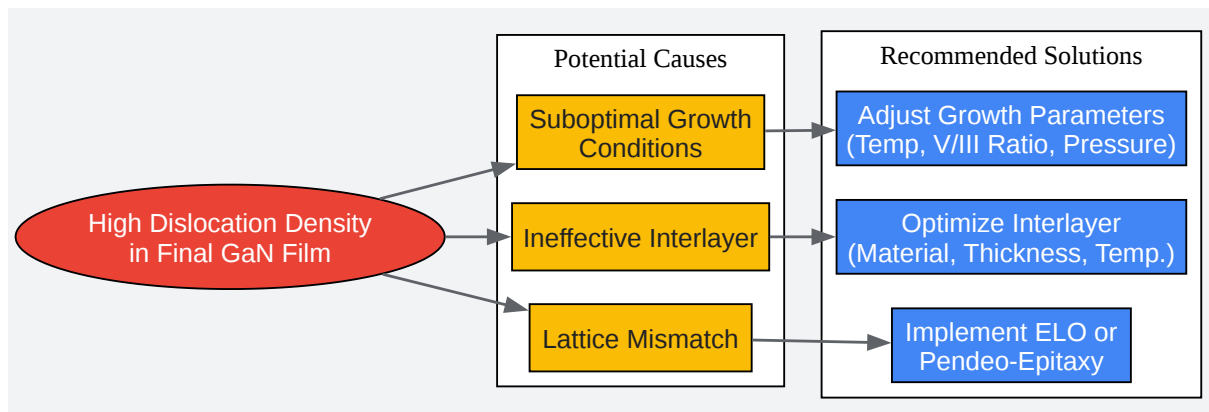 High Dislocation Density
in Final GaN Film
Potential Causes
Suboptimal Growth
Conditions
Ineffective Interlayer
Lattice Mismatch
Recommended Solutions
Adjust Growth Parameters
(Temp, V/III Ratio, Pressure)
Optimize Interlayer
(Material, Thickness, Temp.)
Implement ELO or
Pendeo-Epitaxy